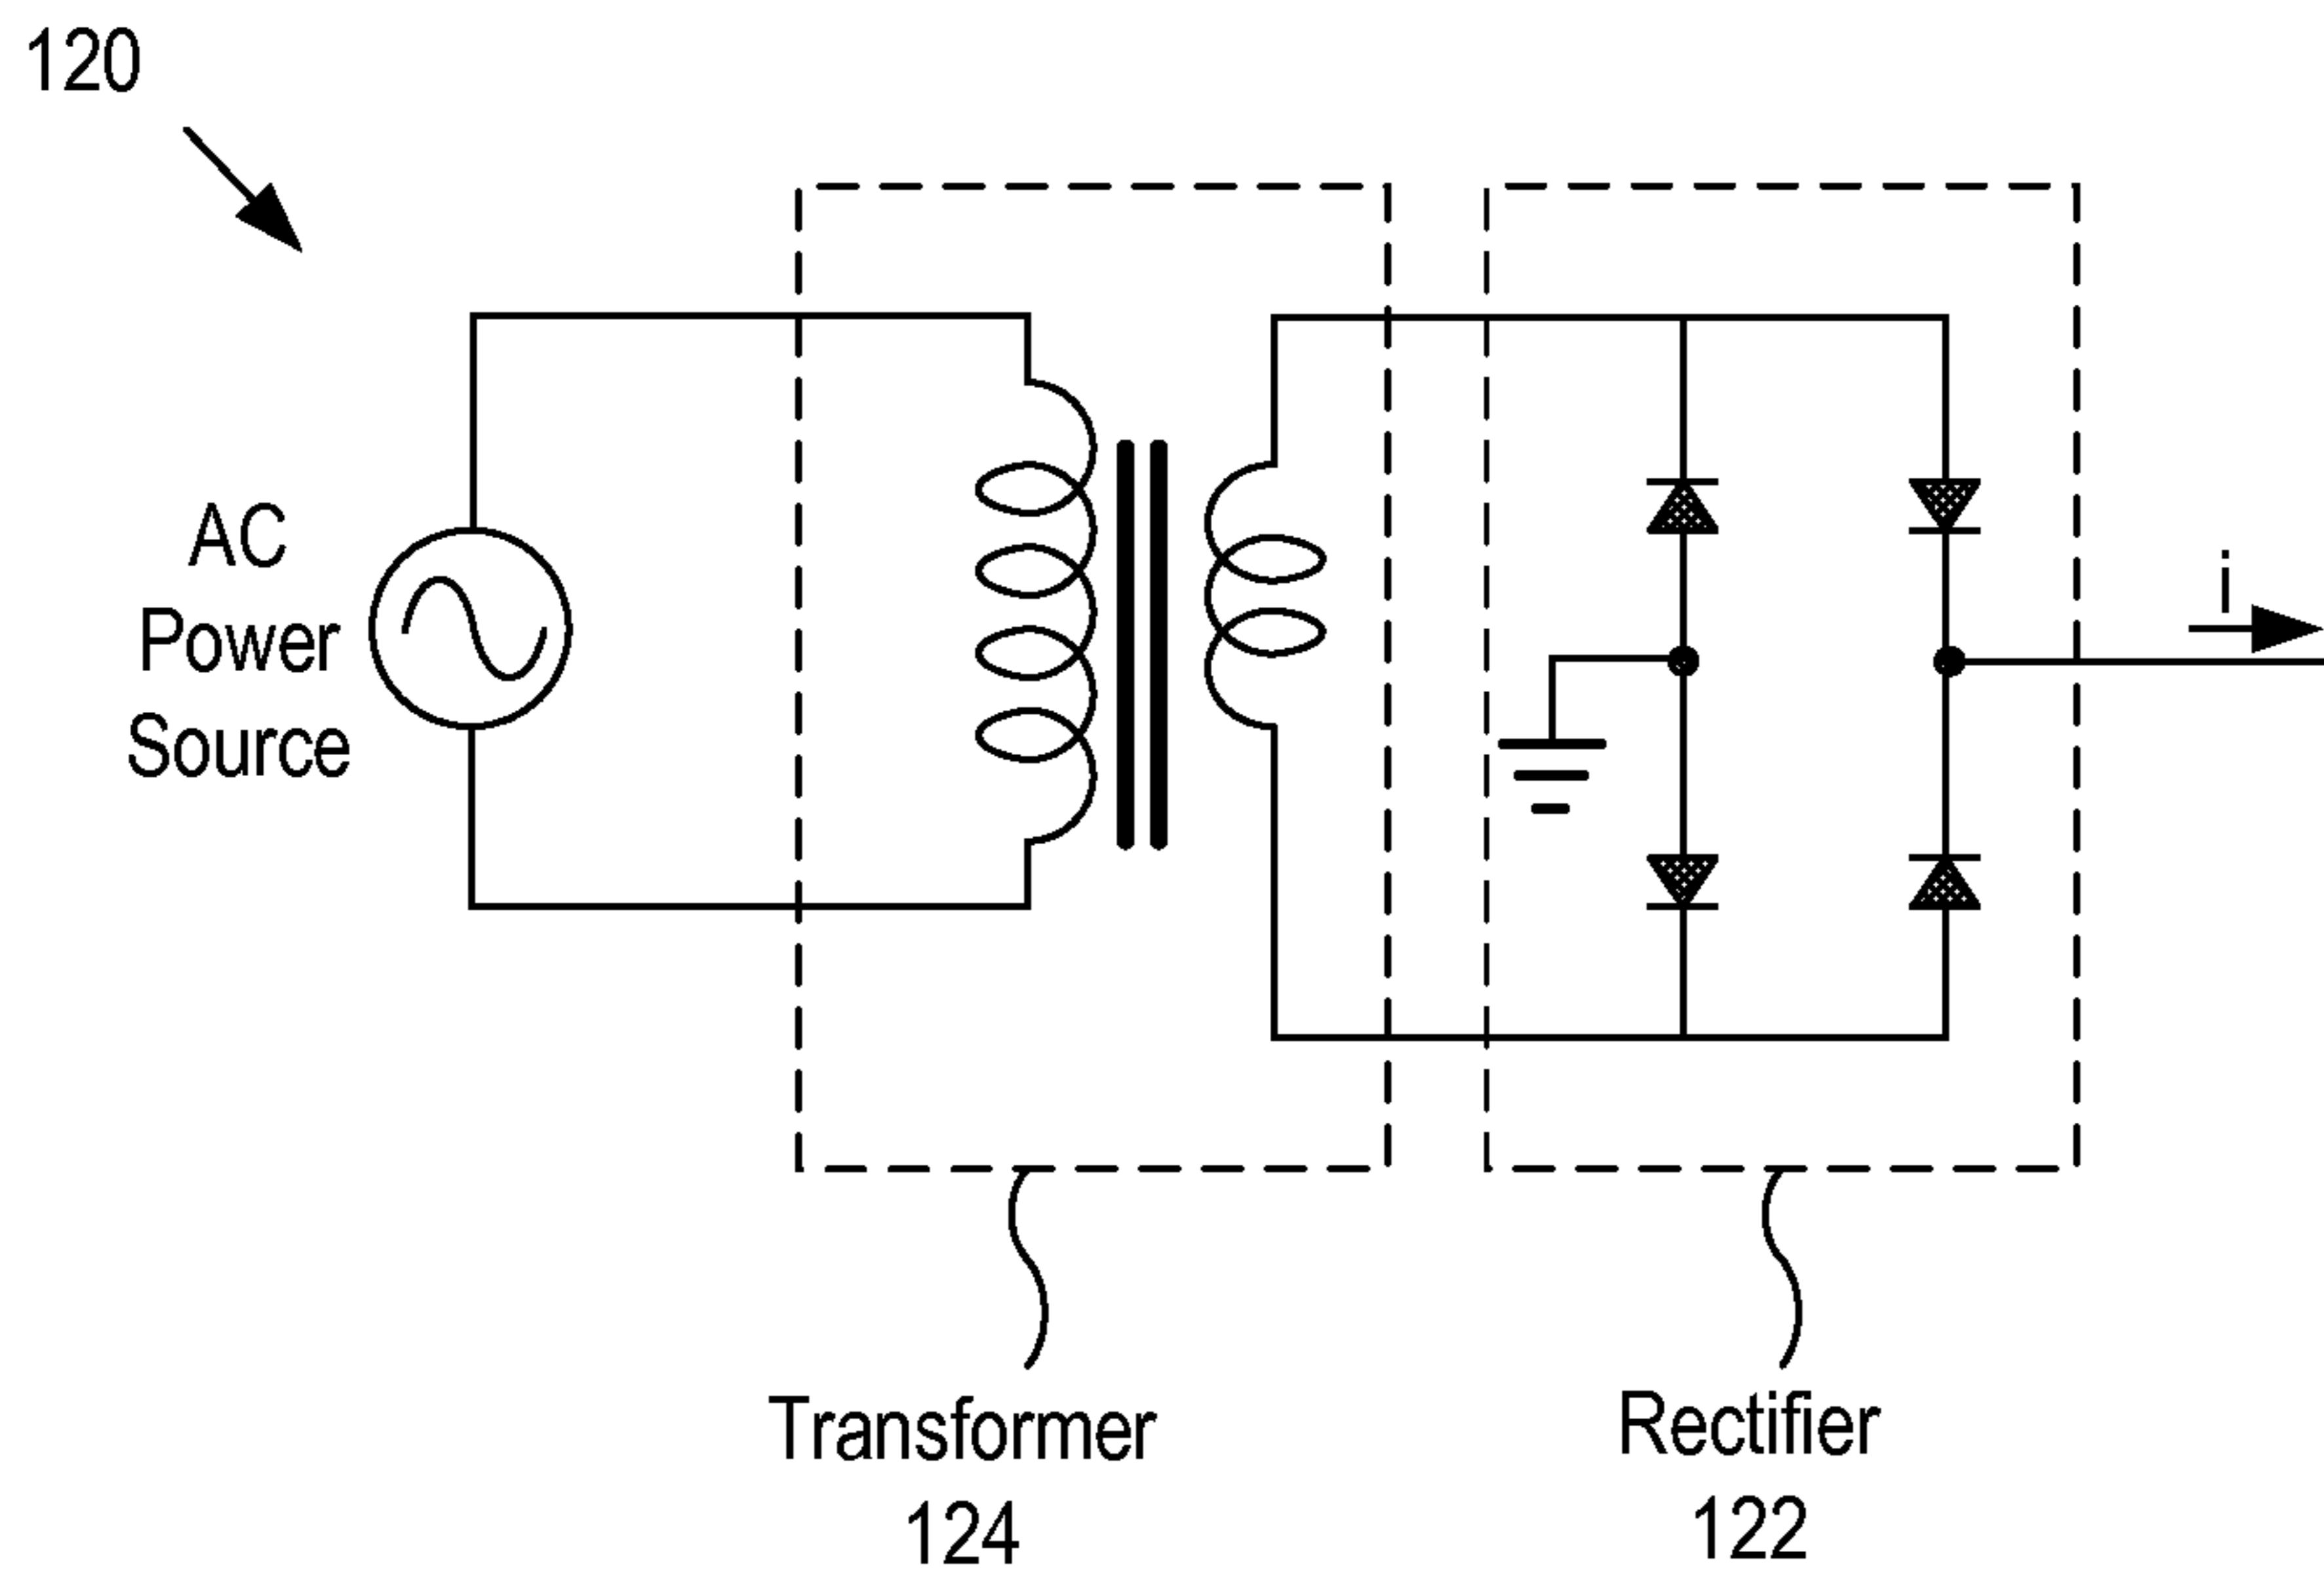 120
AC
Power
Source
i
Transformer
124
Rectifier
122